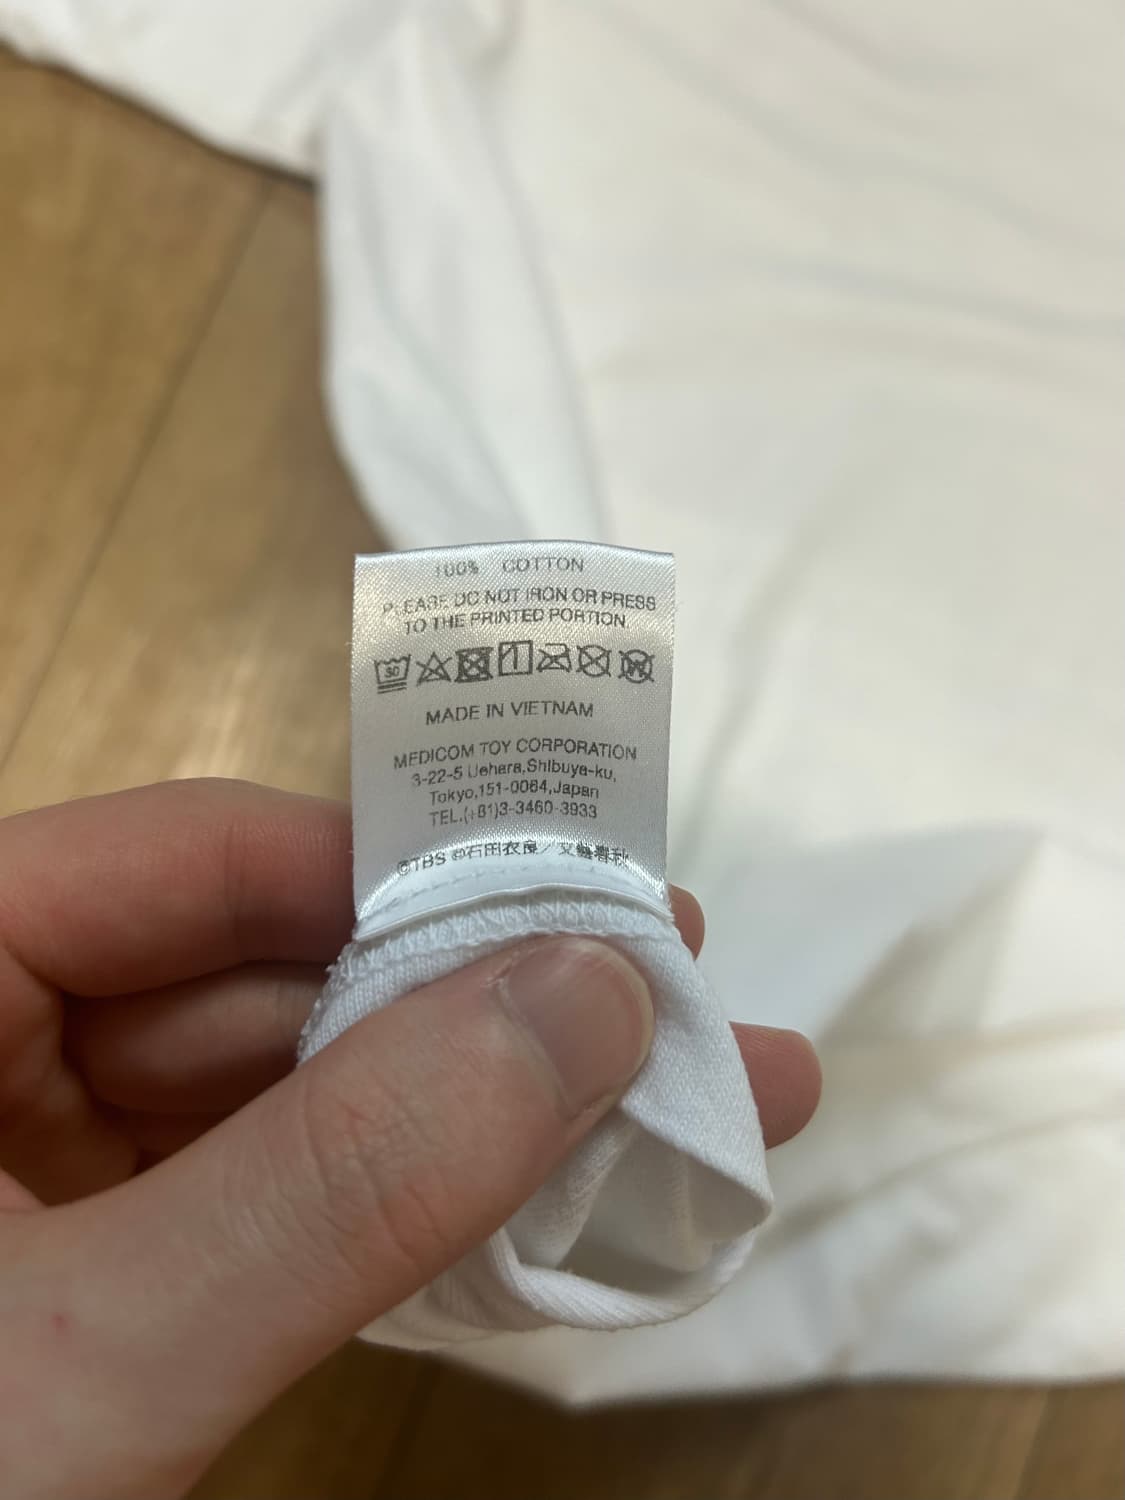 100% COTTON
PLEASE DO NOT IRON OR PRESS
TO THE PRINTED PORTION
30
W
MADE IN VIETNAM
MEDICOM TOY CORPORATION
3-22-5 Uehara,Shibuya-ku,
Tokyo,151-0064,Japan
TEL.(+81)3-3460-3933
©TBS ©石田衣良／文藝春秋